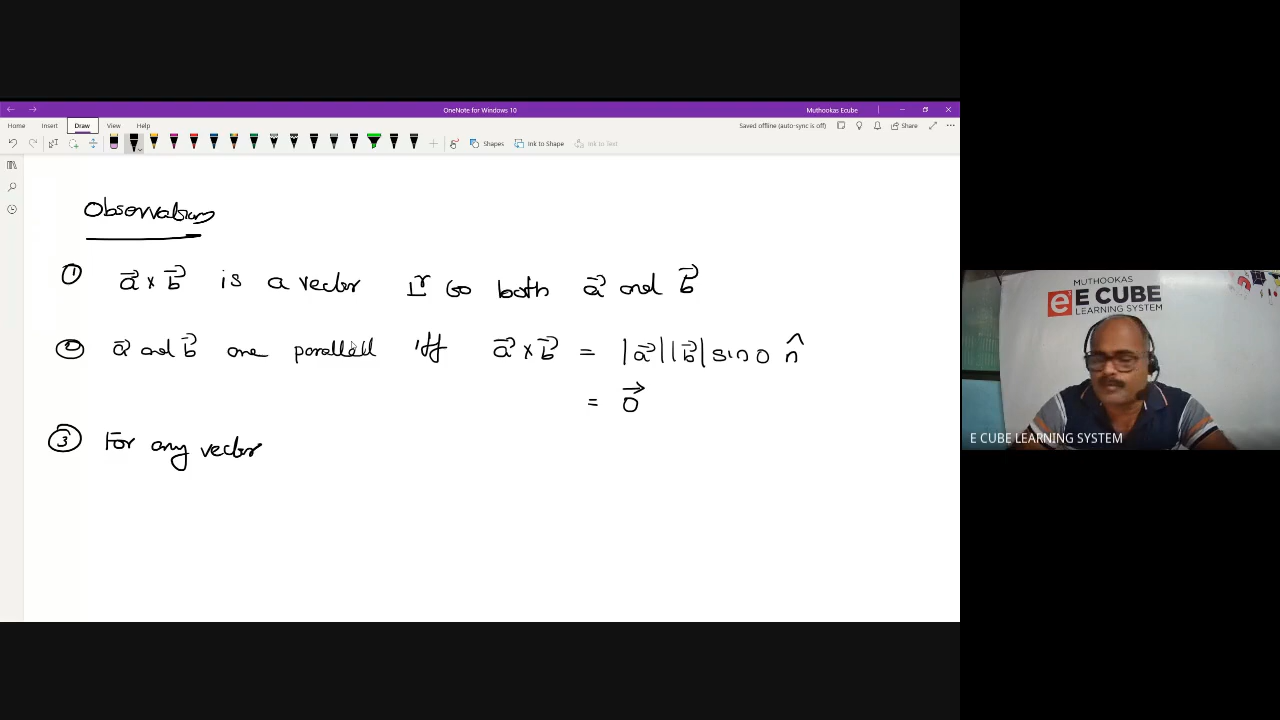 OneNote for Windows 10
Muthookas Ecube
Home Insert Draw View Help
Saved offline (auto-sync is off)
Share
Shapes
Ink to Shape
Ink to Text
Observations
① a⃗ × b⃗ is a vector ⊥r to both a⃗ and b⃗
② a⃗ and b⃗ are parallel iff a⃗ × b⃗ = |a⃗||b⃗| sin 0 n̂
= 0⃗
③ For any vector
MUTHOOKAS
E³ E CUBE
LEARNING SYSTEM
E CUBE LEARNING SYSTEM